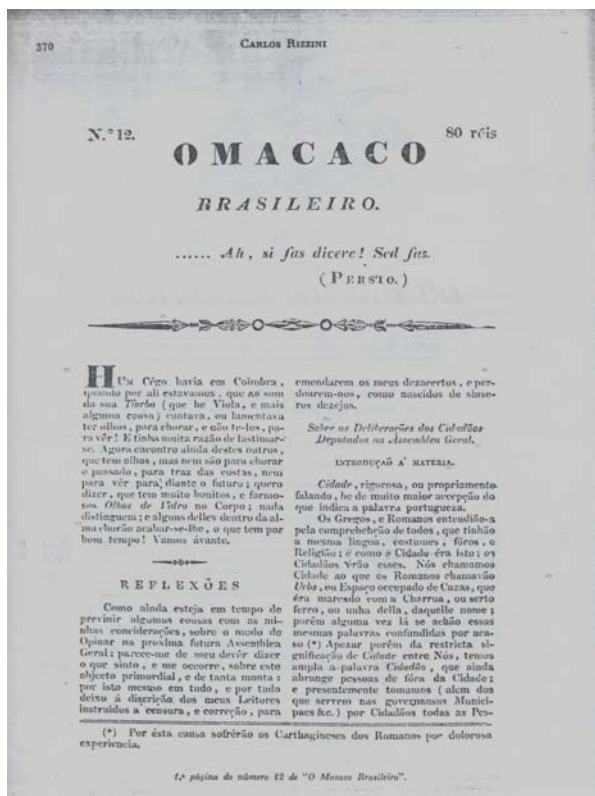 370
CARLOS RIZZINI
N.º 12.
80 réis
O MACACO
BRASILEIRO.
...... Ah, si fas dicere! Sed fas.
(PERSIO.)
HUM Cégo havia em Coimbra,
quando por ali estavamos, que ao som
da sua Tiorba (que he Viola, e mais
alguma cousa) cantava, ou lamentava
ter olhos, para chorar, e não te-los, pa-
ra vêr! E tinha muita razão de lastimar-
se. Agora encontro ainda destes outros,
que tem olhos, mas nem são para chorar
o passado, para traz das costas, nem
para vêr para diante o futuro; quero
dizer, que tem muito bonitos, e formo-
sos Olhos de Vidro no Corpo; nada
distinguem; e alguns delles dentro da al-
ma chorão acabar-se-lhe, o que tem por
bom tempo! Vamos ávante.
REFLEXÕES
Como ainda esteja em tempo de
previnir algumas cousas com as mi-
nhas considerações, sobre o modo de
Opinar na proxima futura Assemblea
Geral; parece-me de meu devêr dizer
o que sinto, e me occorre, sobre este
objecto primordial, e de tanta monta:
por isto mesmo em tudo, e por tudo
deixo á discrição dos meus Leitores
instruidos a censura, e correção, para
emendarem os meus dezacertos, e per-
doarem-nos, como nascidos de since-
ros dezejos.
Sobre as Deliberações dos Cidadãos
Deputados na Assemblea Geral.
INTRODUÇÃO A' MATERIA.
Cidade, rigorosa, ou propriamente
falando, he de muito maior accepção do
que indica a palavra portugueza.
Os Gregos, e Romanos entendião-a
pela comprehenção de todos, que tinhão
a mesma lingoa, costumes, fóros, e
Religião; e como a Cidade éra isto; os
Cidadãos erão esses. Nós chamamos
Cidade ao que os Romanos chamavão
Urbs, ou Espaço occupado de Cazas, que
éra marcado com a Charrua, ou serto
ferro, ou unha della, daquelle nome;
porém alguma vez lá se achão essas
mesmas palavras confundidas por aca-
so (*) Apezar porém da restricta si-
gnificação de Cidade entre Nós, temos
ampla a palavra Cidadão, que ainda
abrange pessoas de fóra da Cidade;
e presentemente tomamos (alem dos
que servem nas governansas Munici-
paes &c.) por Cidadãos todas as Pes-
(*) Por ésta causa sofrérão os Carthaginezes dos Romanos por dolorosa
experiencia.
1.ª página do número 12 de "O Macaco Brasileiro".